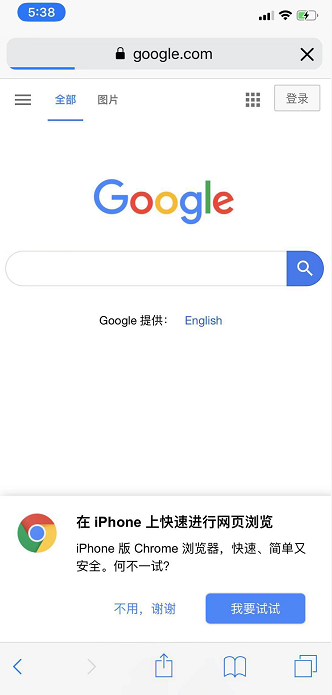 5:38
google.com
全部
图片
登录
Google
Google 提供：
English
在 iPhone 上快速进行网页浏览
iPhone 版 Chrome 浏览器，快速、简单又
安全。何不一试？
不用，谢谢
我要试试